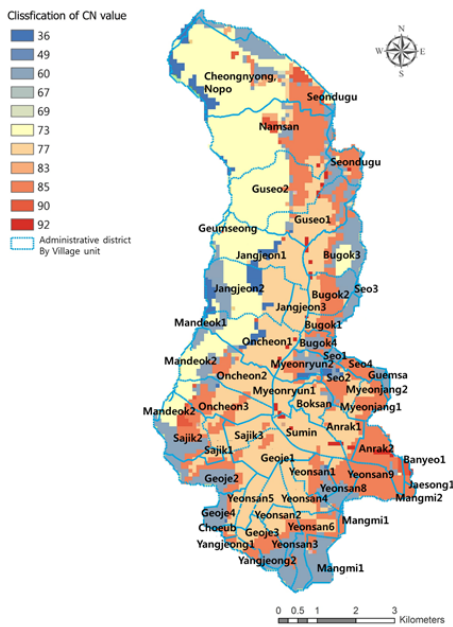 Clissfication of CN value
36
49
60
67
69
73
77
83
85
90
92
Administrative district
By Village unit
N
W E
S
Cheongnyong,
Nopo
Seondugu
Namsan
Seondugu
Guseo2
Guseo1
Geumseong
Jangjeon1
Bugok3
Jangjeon2
Bugok2
Seo3
Jangjeon3
Mandeok1
Bugok1
Oncheon1
Bugok4
Seo1
Mandeok2
Myeonryun2
Seo4
Oncheon2
Seo2
Guemsa
Myeonryun1
Myeonjang2
Mandeok2
Oncheon3
Boksan
Myeonjang1
Sajik2
Sajik3
Sumin
Anrak1
Sajik1
Anrak2
Geoje1
Banyeo1
Geoje2
Yeonsan1
Yeonsan9
Yeonsan8
Jaesong1
Yeonsan5
Yeonsan4
Mangmi2
Geoje4
Yeonsan2
Mangmi1
Choeub
Geoje3
Yeonsan6
Yangjeong1
Yeonsan3
Yangjeong2
Mangmi1
0 0.5 1 2 3
Kilometers